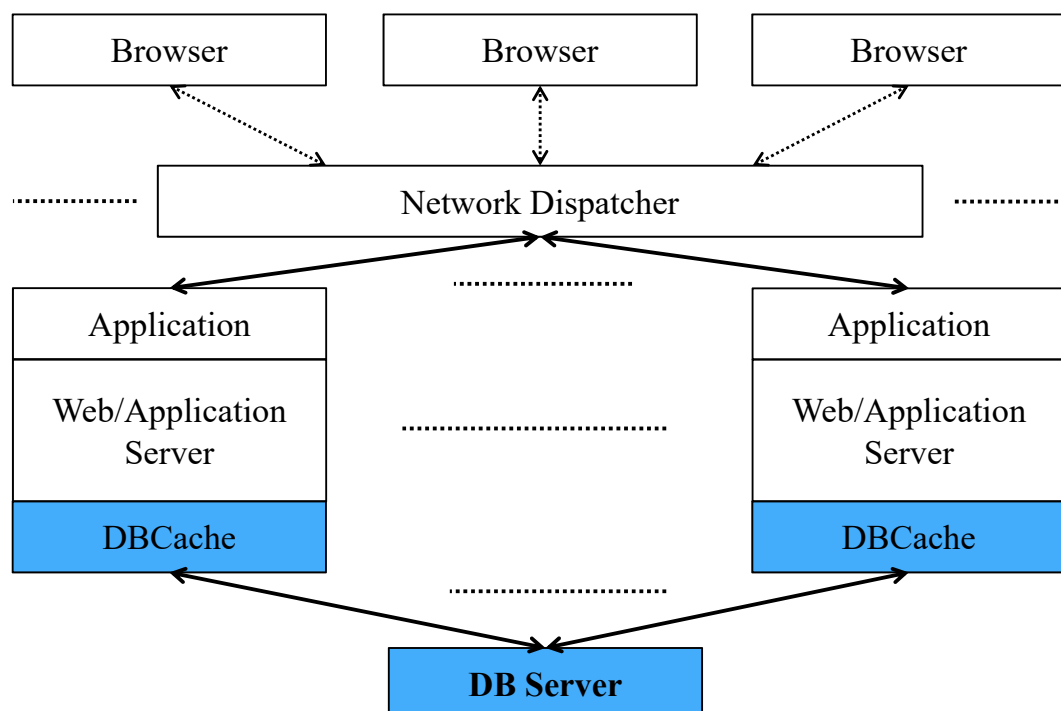 Browser
Browser
Browser
Network Dispatcher
Application
Application
Web/Application
Server
Web/Application
Server
DBCache
DBCache
DB Server